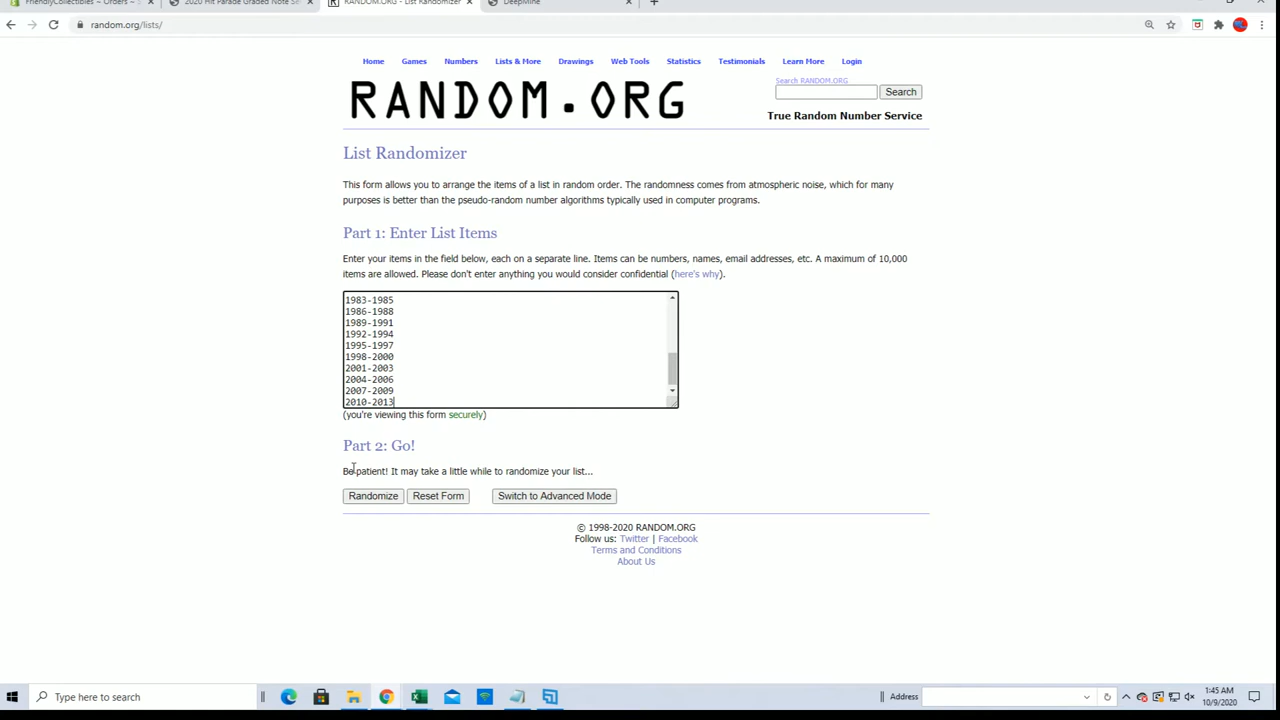 FriendlyCollectibles ~ Orders ~
2020 Hit Parade Graded Note Se
RANDOM.ORG - List Randomizer
DeepMine
random.org/lists/
Home Games Numbers Lists & More Drawings Web Tools Statistics Testimonials Learn More Login
RANDOM.ORG
Search RANDOM.ORG
Search
True Random Number Service
List Randomizer
This form allows you to arrange the items of a list in random order. The randomness comes from atmospheric noise, which for many
purposes is better than the pseudo-random number algorithms typically used in computer programs.
Part 1: Enter List Items
Enter your items in the field below, each on a separate line. Items can be numbers, names, email addresses, etc. A maximum of 10,000
items are allowed. Please don't enter anything you would consider confidential (here's why).
1983-1985
1986-1988
1989-1991
1992-1994
1995-1997
1998-2000
2001-2003
2004-2006
2007-2009
2010-2013
(you're viewing this form securely)
Part 2: Go!
Be patient! It may take a little while to randomize your list...
Randomize Reset Form Switch to Advanced Mode
© 1998-2020 RANDOM.ORG
Follow us: Twitter | Facebook
Terms and Conditions
About Us
Type here to search
Address
1:45 AM
10/9/2020